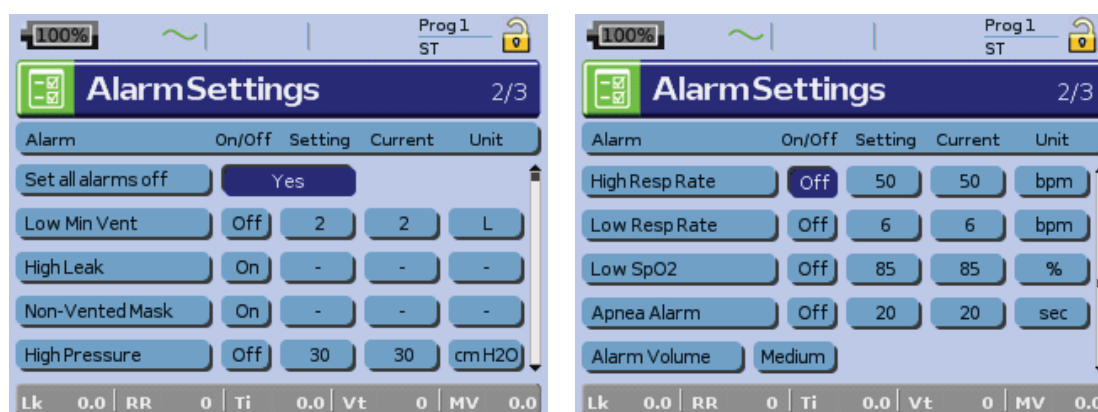 100% Prog 1
ST
Alarm Settings 2/3
Alarm On/Off Setting Current Unit
Set all alarms off Yes
Low Min Vent Off 2 2 L
High Leak On - - -
Non-Vented Mask On - - -
High Pressure Off 30 30 cm H2O
Lk 0.0 RR 0 Ti 0.0 Vt 0 MV 0.0
100% Prog 1
ST
Alarm Settings 2/3
Alarm On/Off Setting Current Unit
High Resp Rate Off 50 50 bpm
Low Resp Rate Off 6 6 bpm
Low SpO2 Off 85 85 %
Apnea Alarm Off 20 20 sec
Alarm Volume Medium
Lk 0.0 RR 0 Ti 0.0 Vt 0 MV 0.0